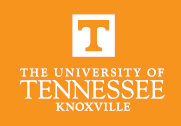 T
THE UNIVERSITY OF
TENNESSEE
KNOXVILLE